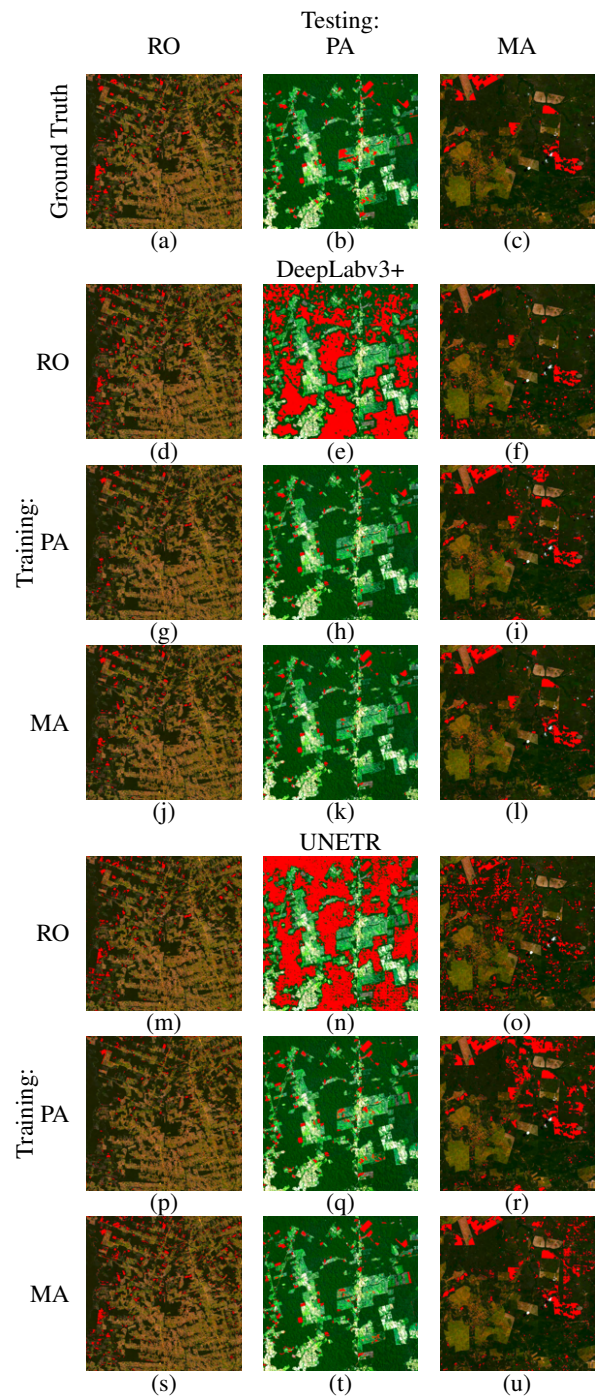 Testing:
RO PA MA
Ground Truth
(a) (b) (c)
DeepLabv3+
RO
(d) (e) (f)
Training:
PA
(g) (h) (i)
MA
(j) (k) (l)
UNETR
RO
(m) (n) (o)
Training:
PA
(p) (q) (r)
MA
(s) (t) (u)